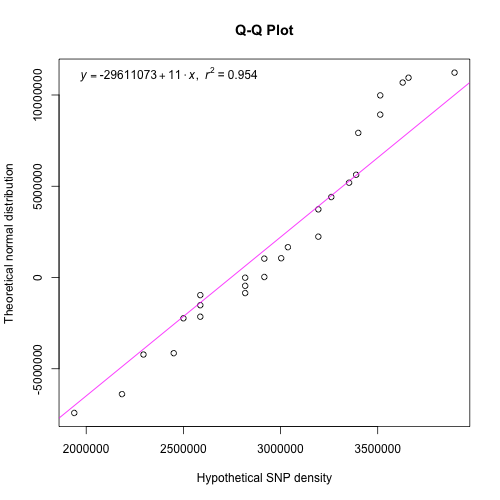 Q-Q Plot
y = -29611073 + 11 · x, r² = 0.954
Theoretical normal distribution
10000000
5000000
0
-5000000
2000000 2500000 3000000 3500000
Hypothetical SNP density